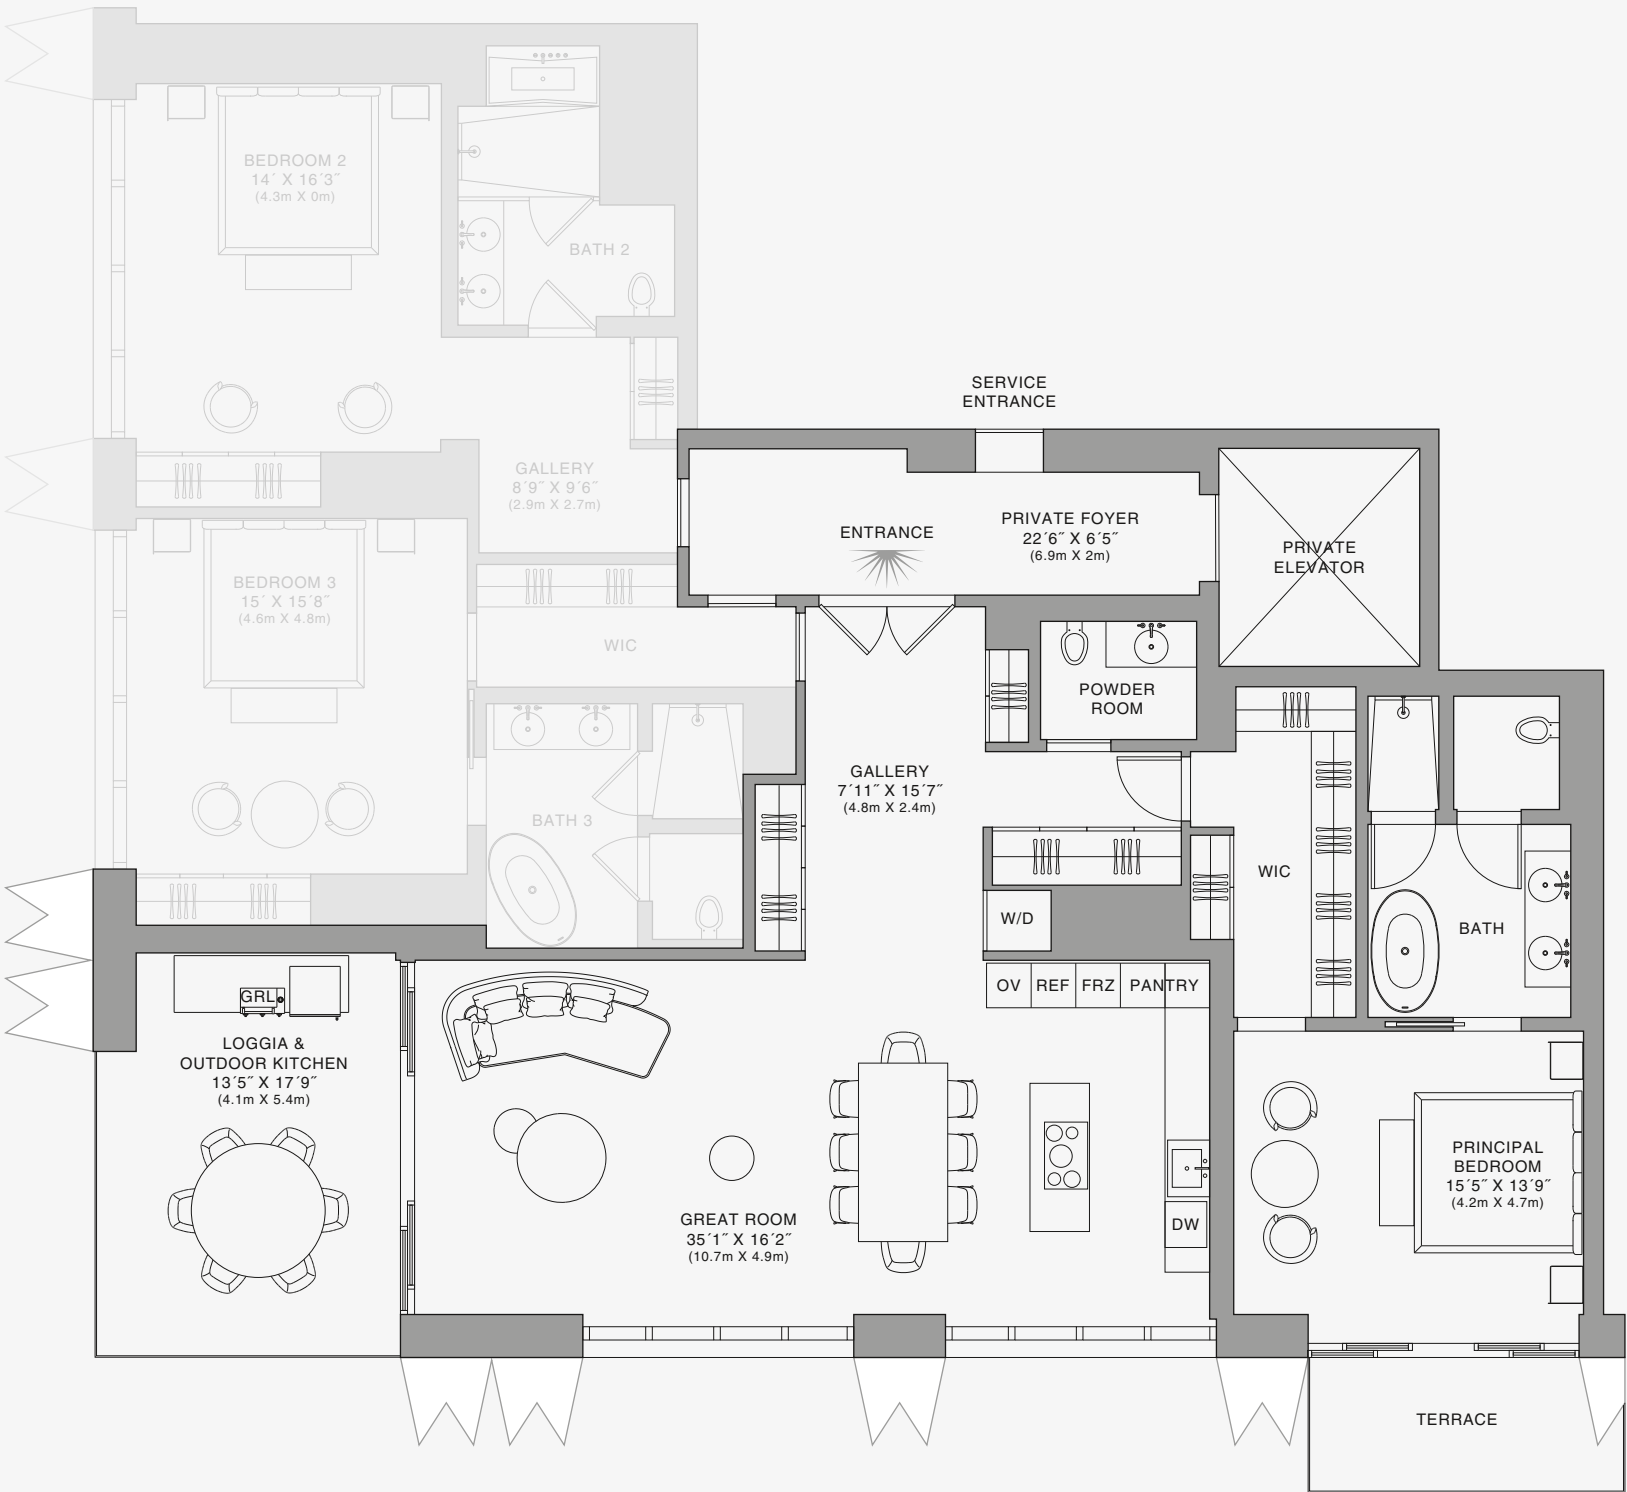 BEDROOM 2
14´ X 16´3˝
(4.3m X 0m)
BATH 2
SERVICE
ENTRANCE
GALLERY
8´9˝ X 9´6˝
(2.9m X 2.7m)
ENTRANCE
PRIVATE FOYER
22´6˝ X 6´5˝
(6.9m X 2m)
PRIVATE
ELEVATOR
BEDROOM 3
15´ X 15´8˝
(4.6m X 4.8m)
WIC
POWDER
ROOM
GALLERY
7´11˝ X 15´7˝
(4.8m X 2.4m)
BATH 3
WIC
W/D
BATH
OV
REF
FRZ
PANTRY
GRL
LOGGIA &
OUTDOOR KITCHEN
13´5˝ X 17´9˝
(4.1m X 5.4m)
PRINCIPAL
BEDROOM
15´5˝ X 13´9˝
(4.2m X 4.7m)
GREAT ROOM
35´1˝ X 16´2˝
(10.7m X 4.9m)
DW
TERRACE